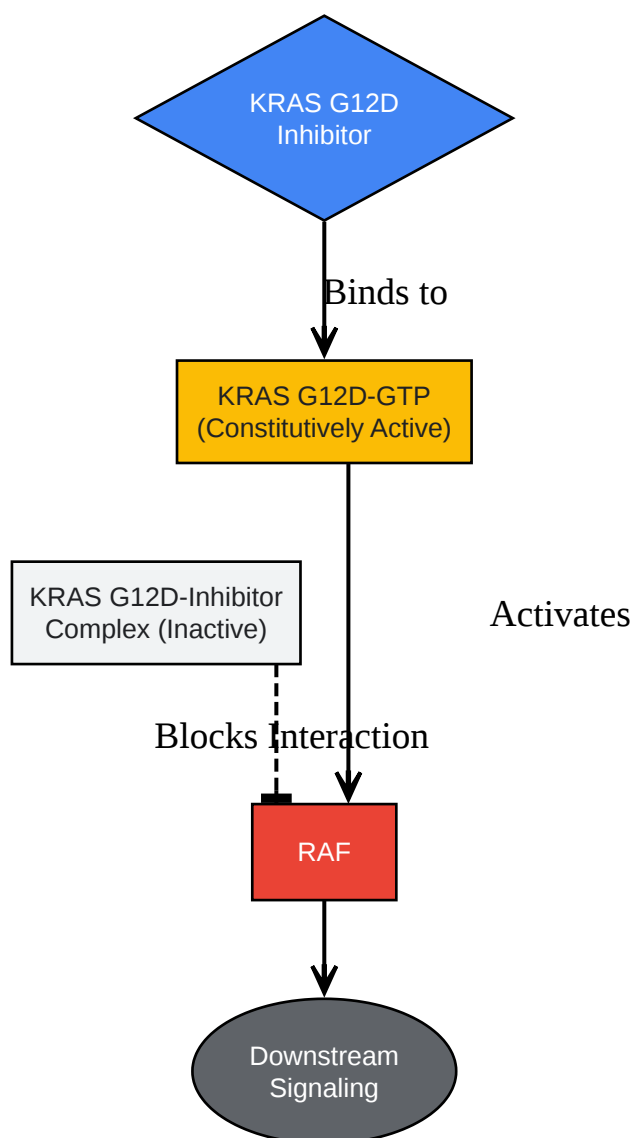 KRAS G12D
Inhibitor
Binds to
KRAS G12D-GTP
(Constitutively Active)
KRAS G12D-Inhibitor
Complex (Inactive)
Activates
Blocks Interaction
RAF
Downstream
Signaling